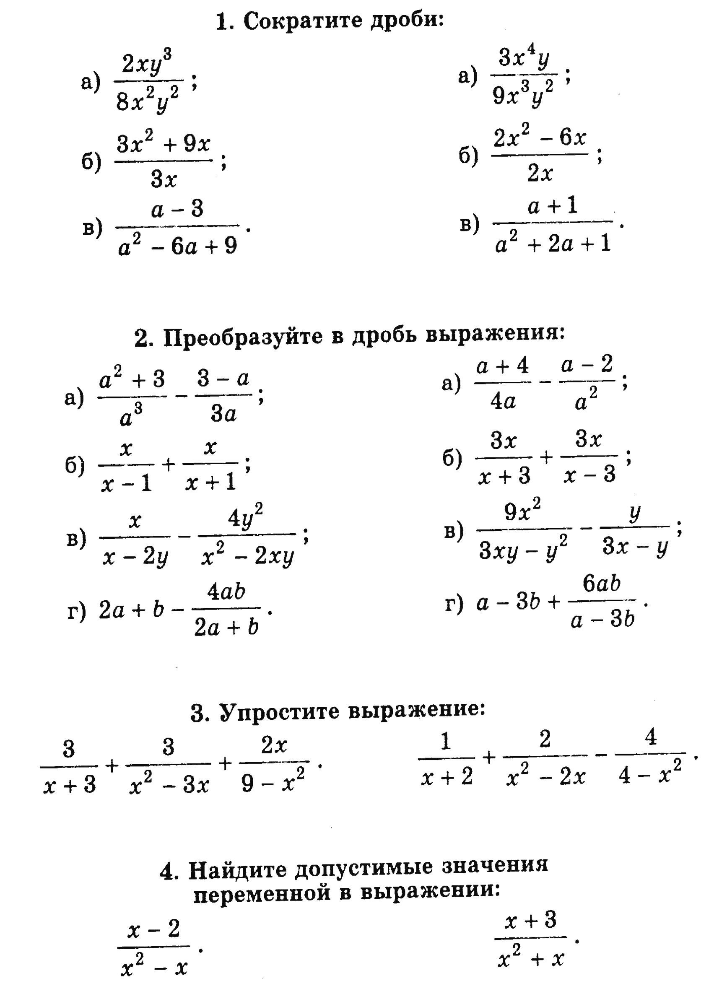 1. Сократите дроби:
а) \frac{2xy^3}{8x^2y^2};
а) \frac{3x^4y}{9x^3y^2};
б) \frac{3x^2 + 9x}{3x};
б) \frac{2x^2 - 6x}{2x};
в) \frac{a - 3}{a^2 - 6a + 9}.
в) \frac{a + 1}{a^2 + 2a + 1}.
2. Преобразуйте в дробь выражения:
а) \frac{a^2 + 3}{a^3} - \frac{3 - a}{3a};
а) \frac{a + 4}{4a} - \frac{a - 2}{a^2};
б) \frac{x}{x - 1} + \frac{x}{x + 1};
б) \frac{3x}{x + 3} + \frac{3x}{x - 3};
в) \frac{x}{x - 2y} - \frac{4y^2}{x^2 - 2xy};
в) \frac{9x^2}{3xy - y^2} - \frac{y}{3x - y};
г) 2a + b - \frac{4ab}{2a + b}.
г) a - 3b + \frac{6ab}{a - 3b}.
3. Упростите выражение:
\frac{3}{x + 3} + \frac{3}{x^2 - 3x} + \frac{2x}{9 - x^2}.
\frac{1}{x + 2} + \frac{2}{x^2 - 2x} - \frac{4}{4 - x^2}.
4. Найдите допустимые значения
переменной в выражении:
\frac{x - 2}{x^2 - x}.
\frac{x + 3}{x^2 + x}.